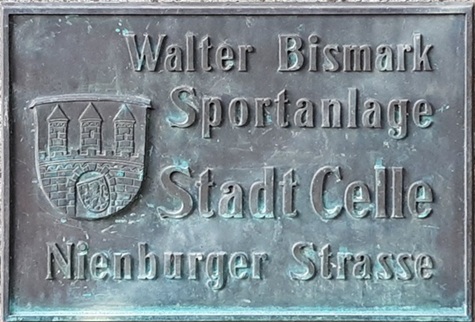 Walter Bismark
Sportanlage
Stadt Celle
Nienburger Strasse